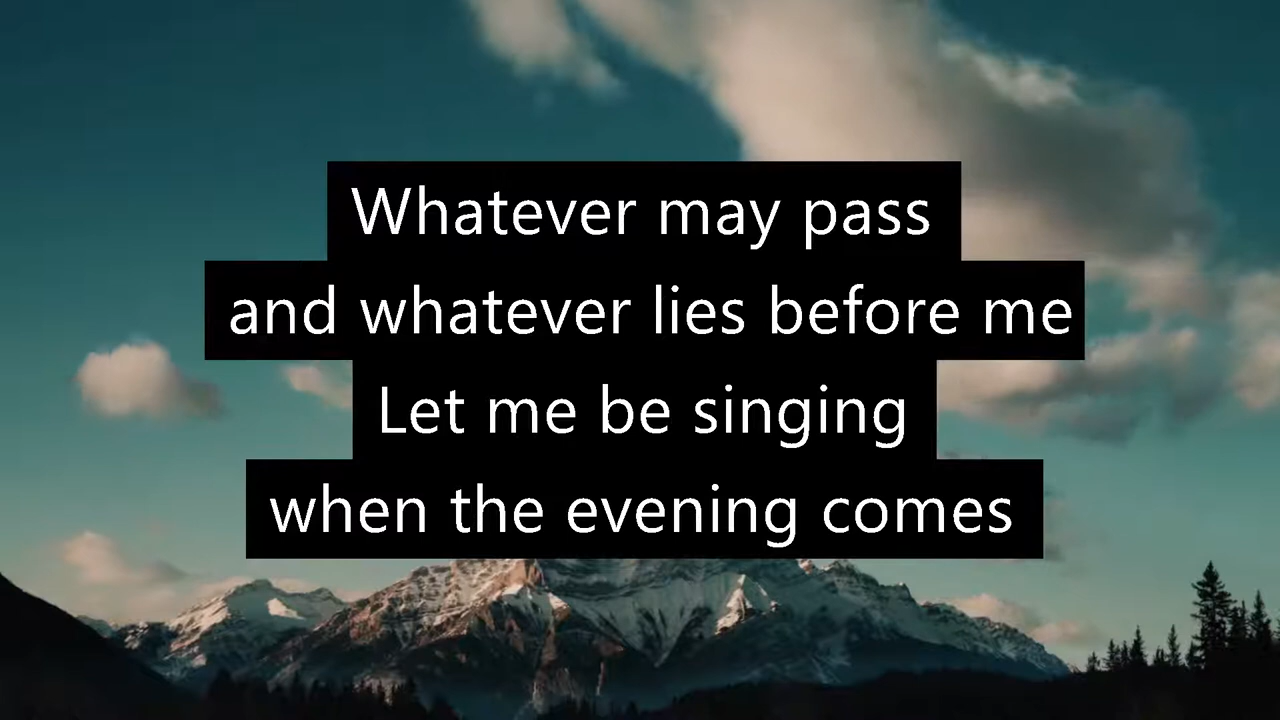 Whatever may pass
and whatever lies before me
Let me be singing
when the evening comes